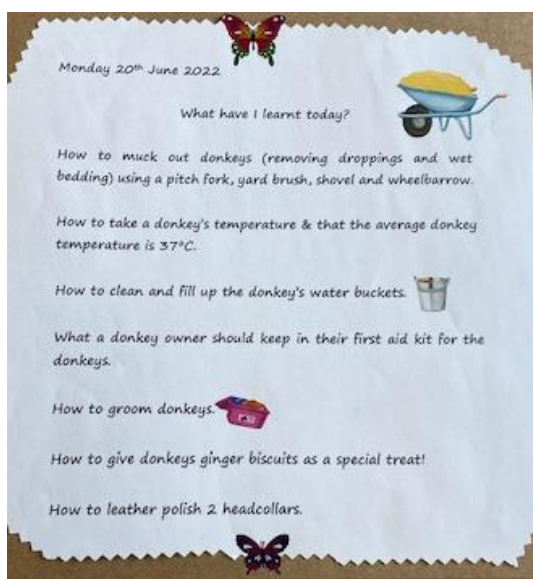 Monday 20th June 2022
What have I learnt today?
How to muck out donkeys (removing droppings and wet
bedding) using a pitch fork, yard brush, shovel and wheelbarrow.
How to take a donkey's temperature & that the average donkey
temperature is 37°C.
How to clean and fill up the donkey's water buckets.
What a donkey owner should keep in their first aid kit for the
donkeys.
How to groom donkeys.
How to give donkeys ginger biscuits as a special treat!
How to leather polish 2 headcollars.